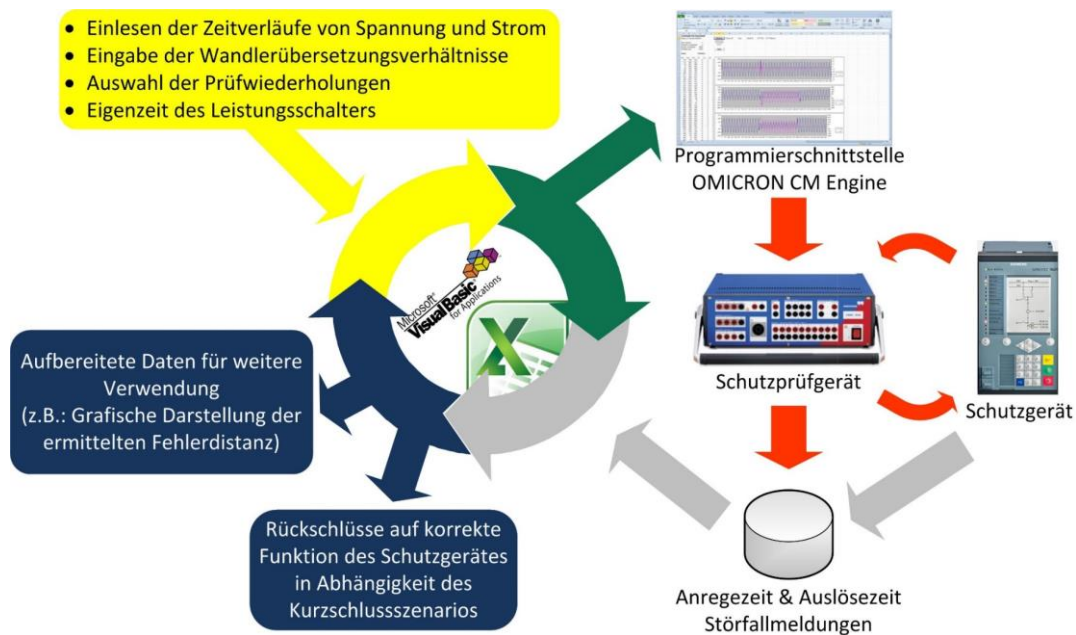 • Einlesen der Zeitverläufe von Spannung und Strom
• Eingabe der Wandlerübersetzungsverhältnisse
• Auswahl der Prüfwiederholungen
• Eigenzeit des Leistungsschalters
Programmierschnittstelle
OMICRON CM Engine
Microsoft®
Visual Basic
for Applications
Aufbereitete Daten für weitere
Verwendung
(z.B.: Grafische Darstellung der
ermittelten Fehlerdistanz)
Schutzprüfgerät
Schutzgerät
Rückschlüsse auf korrekte
Funktion des Schutzgerätes
in Abhängigkeit des
Kurzschlussszenarios
Anregezeit & Auslösezeit
Störfallmeldungen